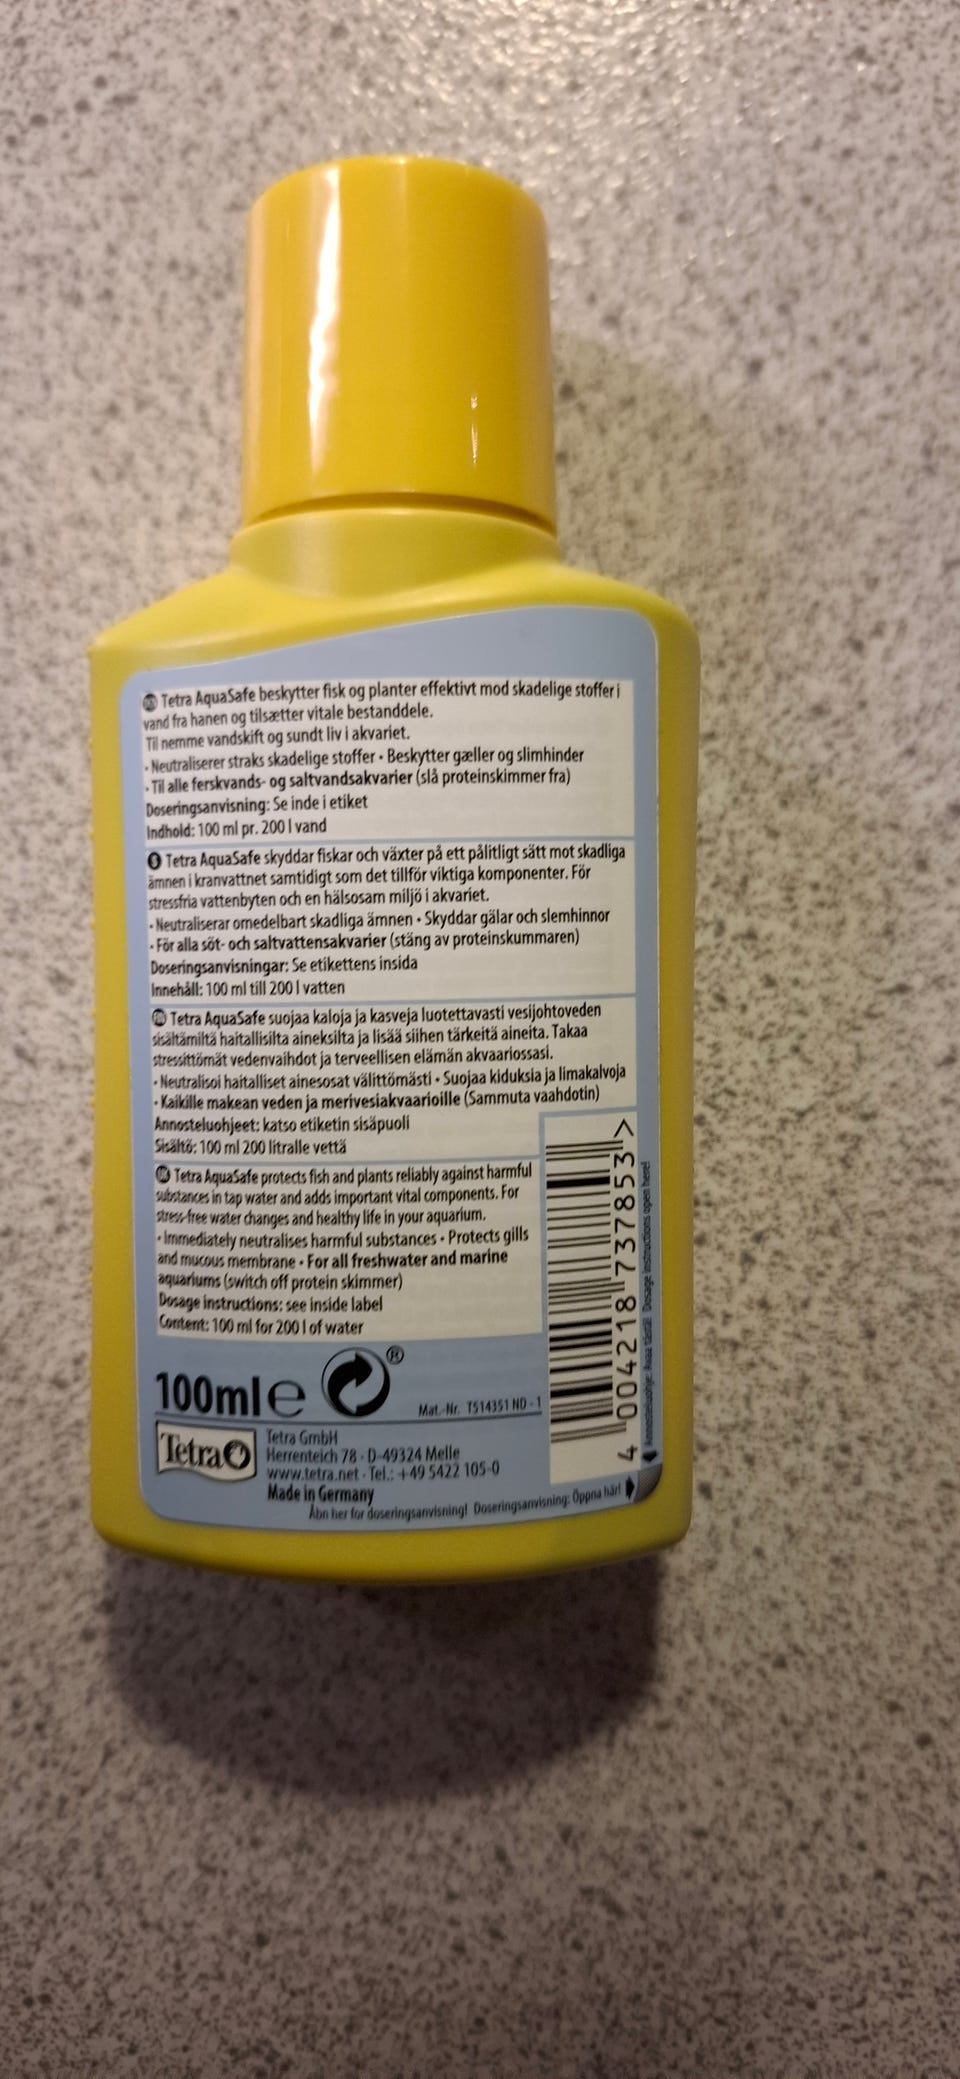 DK Tetra AquaSafe beskytter fisk og planter effektivt mod skadelige stoffer i
vand fra hanen og tilsætter vitale bestanddele.
Til nemme vandskift og sundt liv i akvariet.
• Neutraliserer straks skadelige stoffer • Beskytter gæller og slimhinder
• Til alle ferskvands- og saltvandsakvarier (slå proteinskimmer fra)
Doseringsanvisning: Se inde i etiket
Indhold: 100 ml pr. 200 l vand
S Tetra AquaSafe skyddar fiskar och växter på ett pålitligt sätt mot skadliga
ämnen i kranvattnet samtidigt som det tillför viktiga komponenter. För
stressfria vattenbyten och en hälsosam miljö i akvariet.
• Neutraliserar omedelbart skadliga ämnen • Skyddar gälar och slemhinnor
• För alla söt- och saltvattensakvarier (stäng av proteinskummaren)
Doseringsanvisningar: Se etikettens insida
Innehåll: 100 ml till 200 l vatten
FIN Tetra AquaSafe suojaa kaloja ja kasveja luotettavasti vesijohtoveden
sisältämiltä haitallisilta aineksilta ja lisää siihen tärkeitä aineita. Takaa
stressittömät vedenvaihdot ja terveellisen elämän akvaariossasi.
• Neutralisoi haitalliset ainesosat välittömästi • Suojaa kiduksia ja limakalvoja
• Kaikille makean veden ja merivesiakvaarioille (Sammuta vaahdotin)
Annosteluohjeet: katso etiketin sisäpuoli
Sisältö: 100 ml 200 litralle vettä
UK Tetra AquaSafe protects fish and plants reliably against harmful
substances in tap water and adds important vital components. For
stress-free water changes and healthy life in your aquarium.
• Immediately neutralises harmful substances • Protects gills
and mucous membrane • For all freshwater and marine
aquariums (switch off protein skimmer)
Dosage instructions: see inside label
Content: 100 ml for 200 l of water
100ml e ®
Mat.-Nr. T514351 ND - 1
Tetra
Tetra GmbH
Herrenteich 78 · D-49324 Melle
www.tetra.net · Tel.: +49 5422 105-0
Made in Germany
Åbn her for doseringsanvisning! Doseringsanvisning: Öppna här!
4 004218 737853 >
Annosteluohje: Avaa tästä! Dosage instructions open here!